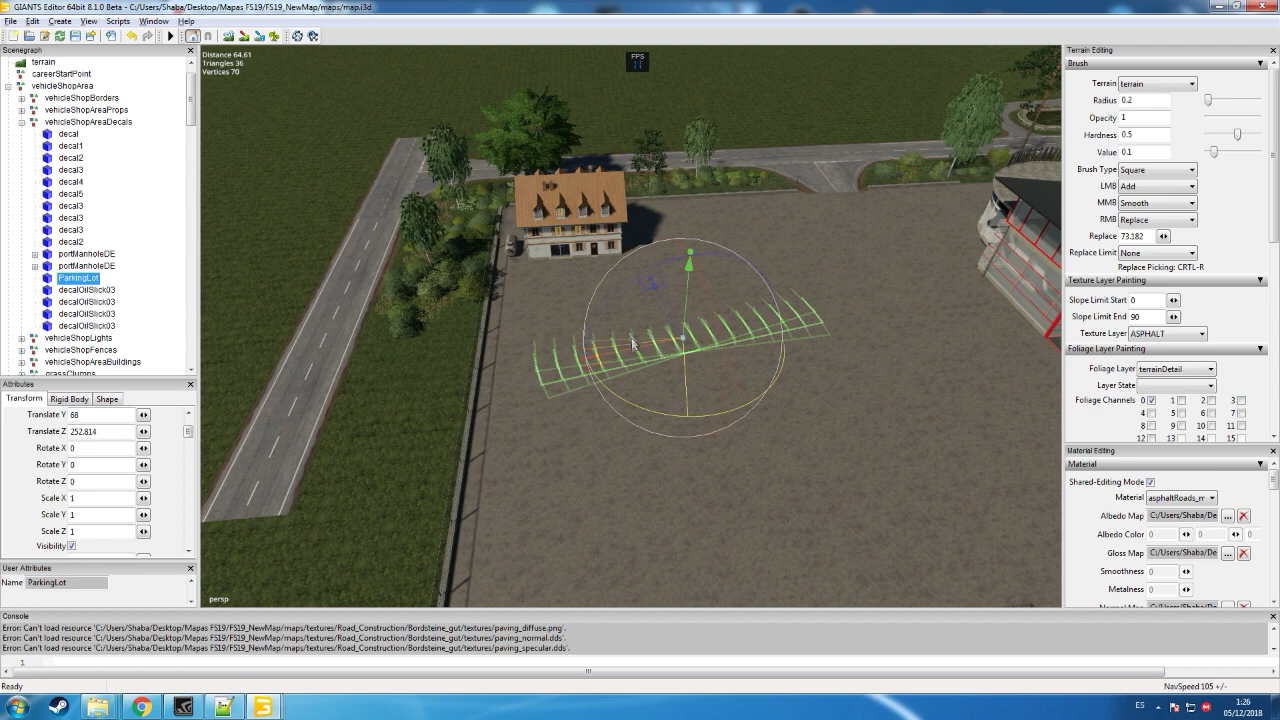 GIANTS Editor 64bit 8.1.0 Beta - C:/Users/Shaba/Desktop/Mapas FS19/FS19_NewMap/maps/map.i3d
File Edit Create View Scripts Window Help
Scenegraph
terrain
careerStartPoint
vehicleShopArea
vehicleShopBorders
vehicleShopAreaProps
vehicleShopAreaDecals
decal
decal1
decal2
decal3
decal4
decal5
decal3
decal3
decal3
decal2
portManholeDE
portManholeDE
ParkingLot
decalOilSlick03
decalOilSlick03
decalOilSlick03
decalOilSlick03
vehicleShopLights
vehicleShopFences
vehicleShopAreaBuildings
grassClumps
Attributes
Transform Rigid Body Shape
Translate Y 68
Translate Z 252.814
Rotate X 0
Rotate Y 0
Rotate Z 0
Scale X 1
Scale Y 1
Scale Z 1
Visibility
User Attributes
Name ParkingLot
Distance 64.61
Triangles 36
Vertices 70
FPS
persp
Terrain Editing
Brush
Terrain terrain
Radius 0.2
Opacity 1
Hardness 0.5
Value 0.1
Brush Type Square
LMB Add
MMB Smooth
RMB Replace
Replace 73.182
Replace Limit None
Replace Picking: CRTL-R
Texture Layer Painting
Slope Limit Start 0
Slope Limit End 90
Texture Layer ASPHALT
Foliage Layer Painting
Foliage Layer terrainDetail
Layer State
Foliage Channels 0 1 2 3
4 5 6 7
8 9 10 11
12 13 14 15
Material Editing
Material
Shared-Editing Mode
Material asphaltRoads_m
Albedo Map C:/Users/Shaba/De ...
Albedo Color 0 0 0
Gloss Map C:/Users/Shaba/De ...
Smoothness 0
Metalness 0
Normal Map C:/Users/Shaba/De
Console
Error: Can't load resource 'C:/Users/Shaba/Desktop/Mapas FS19/FS19_NewMap/maps/textures/Road_Construction/Bordsteine_gut/textures/paving_diffuse.png'.
Error: Can't load resource 'C:/Users/Shaba/Desktop/Mapas FS19/FS19_NewMap/maps/textures/Road_Construction/Bordsteine_gut/textures/paving_normal.dds'.
Error: Can't load resource 'C:/Users/Shaba/Desktop/Mapas FS19/FS19_NewMap/maps/textures/Road_Construction/Bordsteine_gut/textures/paving_specular.dds'.
1
Ready
NavSpeed 105 +/-
ES
1:26
05/12/2018